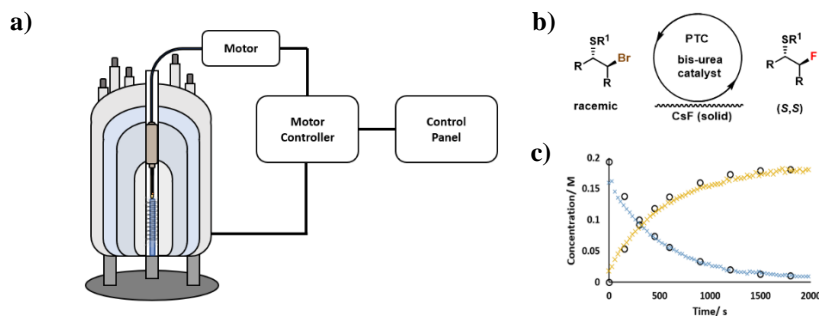 a)
Motor
Motor
Controller
Control
Panel
b)
SR¹
R
Br
R
racemic
PTC
bis-urea
catalyst
CsF (solid)
SR¹
R
F
R
(S,S)
c)
Concentration/ M
0.2
0.15
0.1
0.05
0
0
500
1000
1500
2000
Time/ s